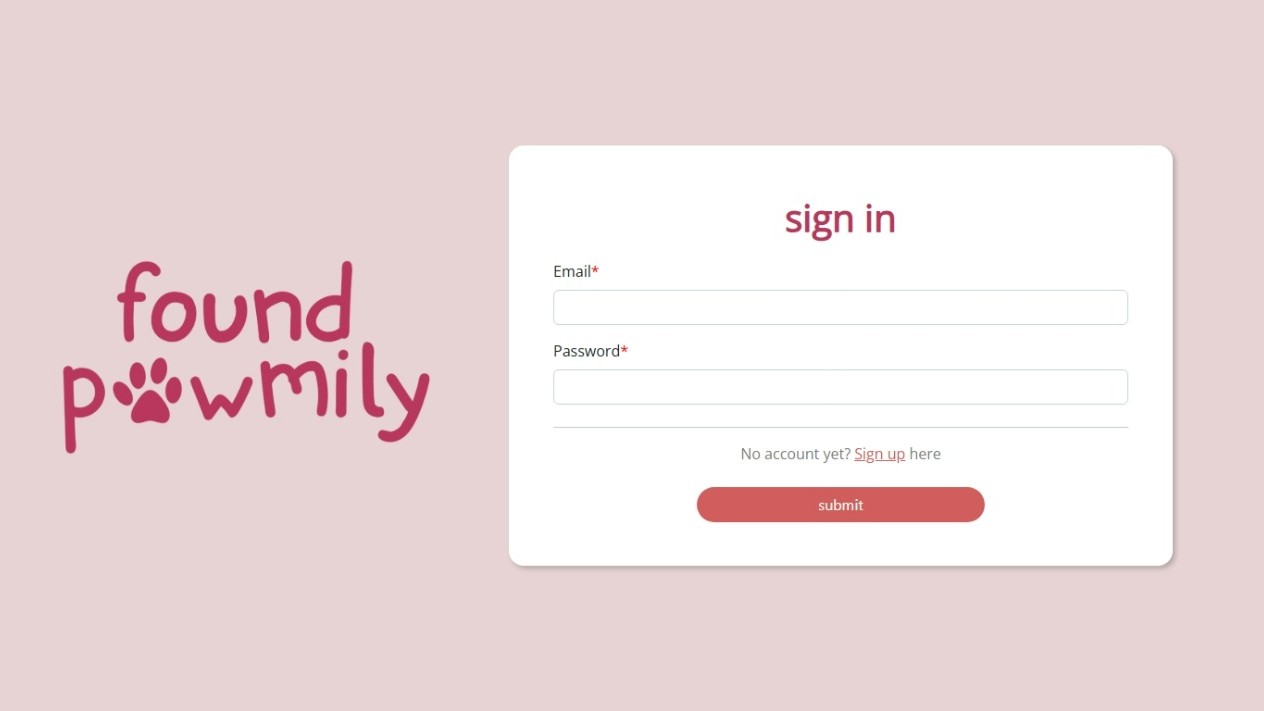 found
pawmily
sign in
Email*
Password*
No account yet? Sign up here
submit